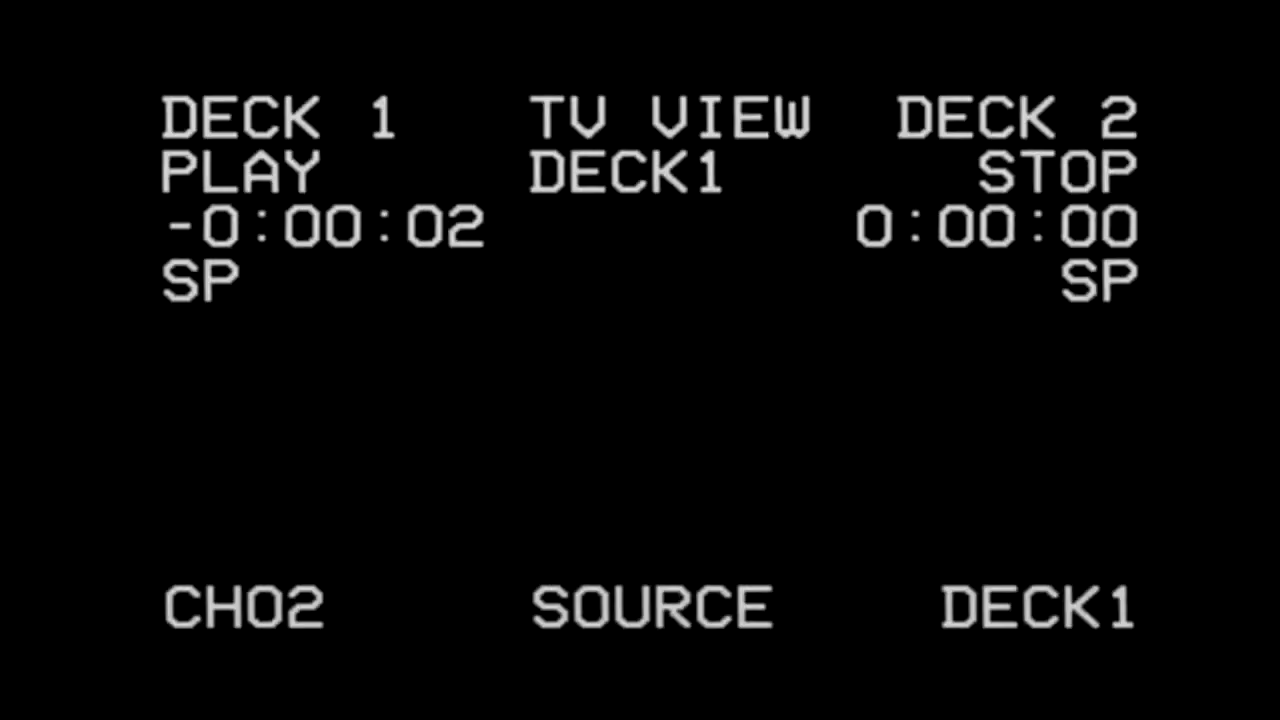 DECK 1 TV VIEW DECK 2
PLAY DECK1 STOP
-0:00:02 0:00:00
SP SP
CH02 SOURCE DECK1